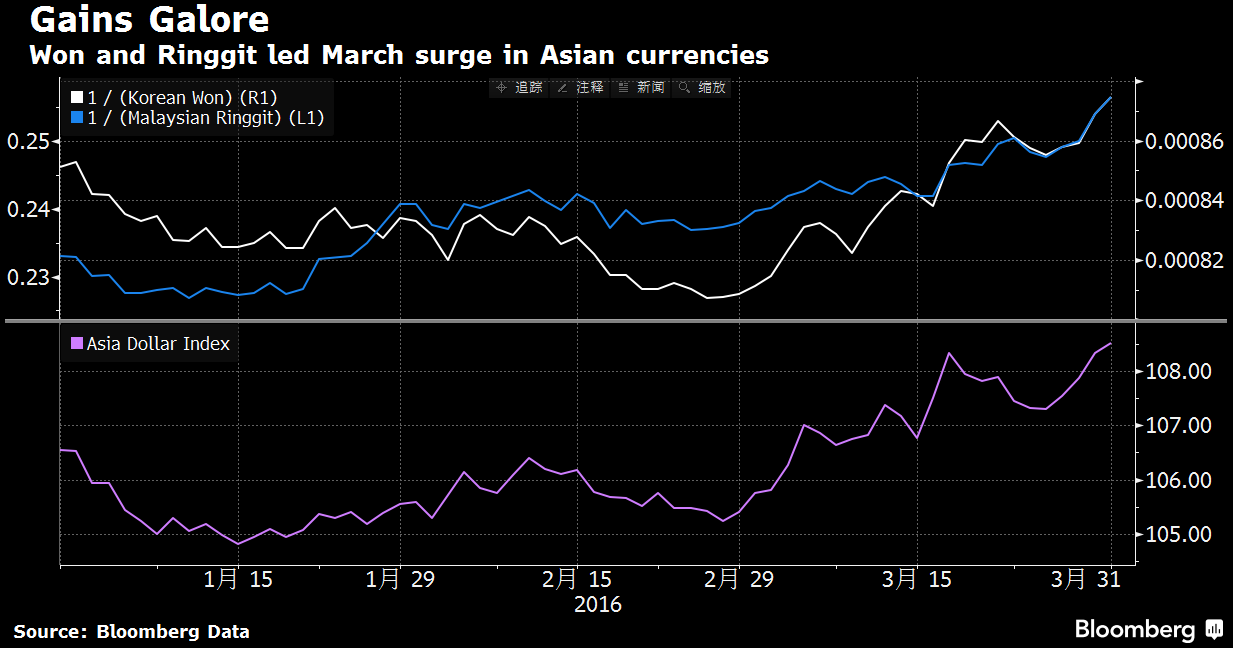 Gains Galore
Won and Ringgit led March surge in Asian currencies
追踪 注释 新闻 缩放
1 / (Korean Won) (R1)
1 / (Malaysian Ringgit) (L1)
0.25
0.24
0.23
0.00086
0.00084
0.00082
Asia Dollar Index
108.00
107.00
106.00
105.00
1月 15 1月 29 2月 15 2月 29 3月 15 3月 31
2016
Source: Bloomberg Data
Bloomberg